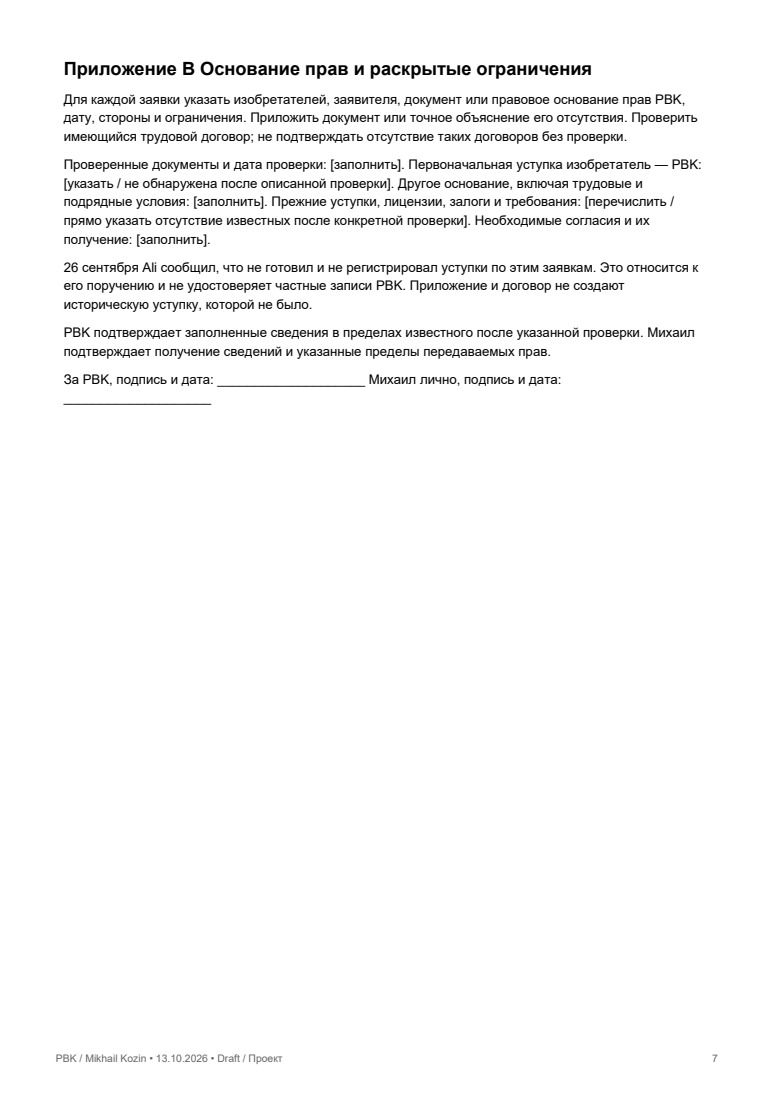 Приложение В Основание прав и раскрытые ограничения
Для каждой заявки указать изобретателей, заявителя, документ или правовое основание прав PBK,
дату, стороны и ограничения. Приложить документ или точное объяснение его отсутствия. Проверить
имеющийся трудовой договор; не подтверждать отсутствие таких договоров без проверки.
Проверенные документы и дата проверки: [заполнить]. Первоначальная уступка изобретатель — PBK:
[указать / не обнаружена после описанной проверки]. Другое основание, включая трудовые и
подрядные условия: [заполнить]. Прежние уступки, лицензии, залоги и требования: [перечислить /
прямо указать отсутствие известных после конкретной проверки]. Необходимые согласия и их
получение: [заполнить].
26 сентября Ali сообщил, что не готовил и не регистрировал уступки по этим заявкам. Это относится к
его поручению и не удостоверяет частные записи PBK. Приложение и договор не создают
историческую уступку, которой не было.
PBK подтверждает заполненные сведения в пределах известного после указанной проверки. Михаил
подтверждает получение сведений и указанные пределы передаваемых прав.
За PBK, подпись и дата: ____________________ Михаил лично, подпись и дата:
____________________
PBK / Mikhail Kozin • 13.10.2026 • Draft / Проект
7